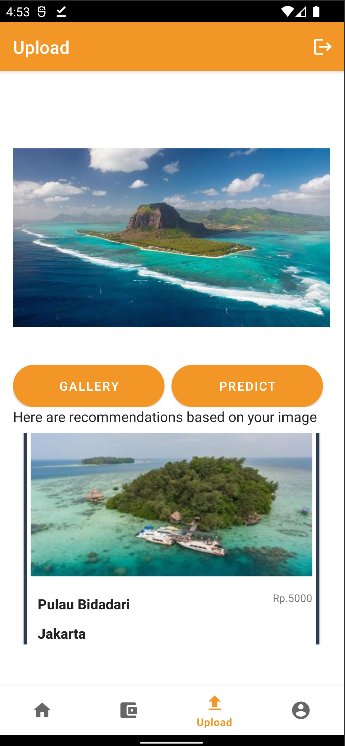 4:53
Upload
GALLERY
PREDICT
Here are recommendations based on your image
Pulau Bidadari
Rp.5000
Jakarta
Upload